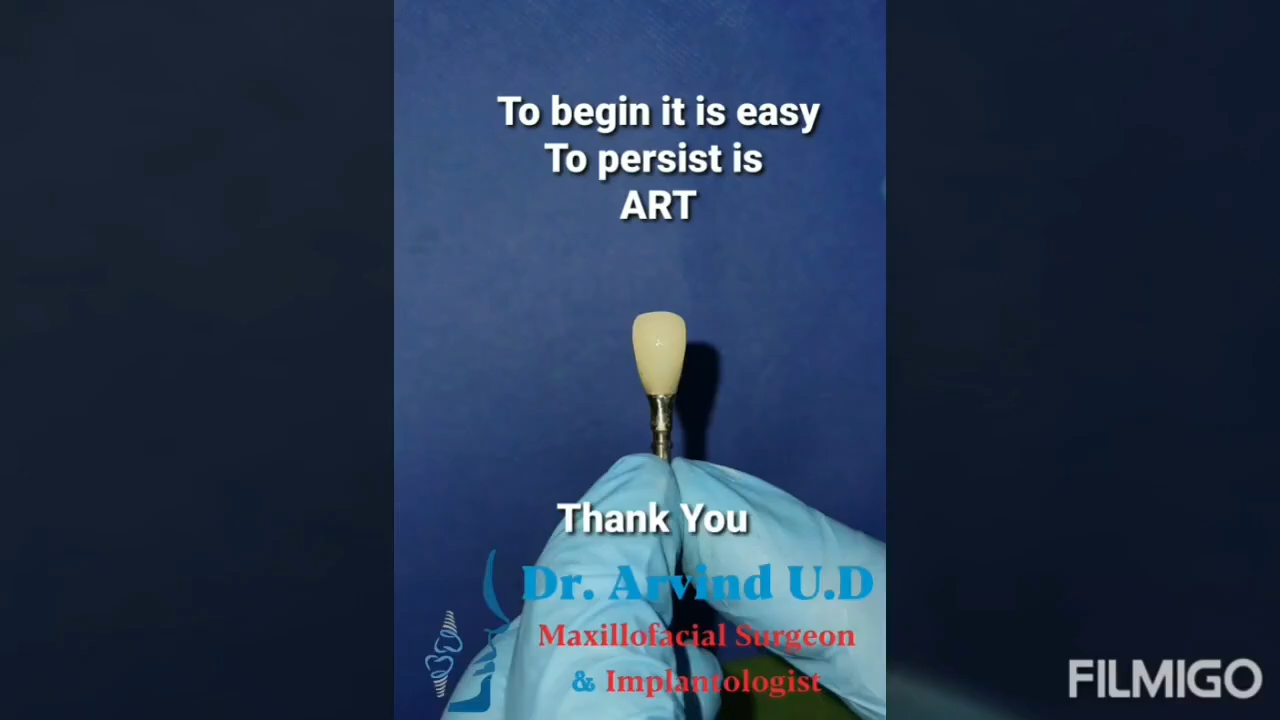 To begin it is easy
To persist is
ART
Thank You
Dr. Arvind U.D
Maxillofacial Surgeon
& Implantologist
FILMIGO